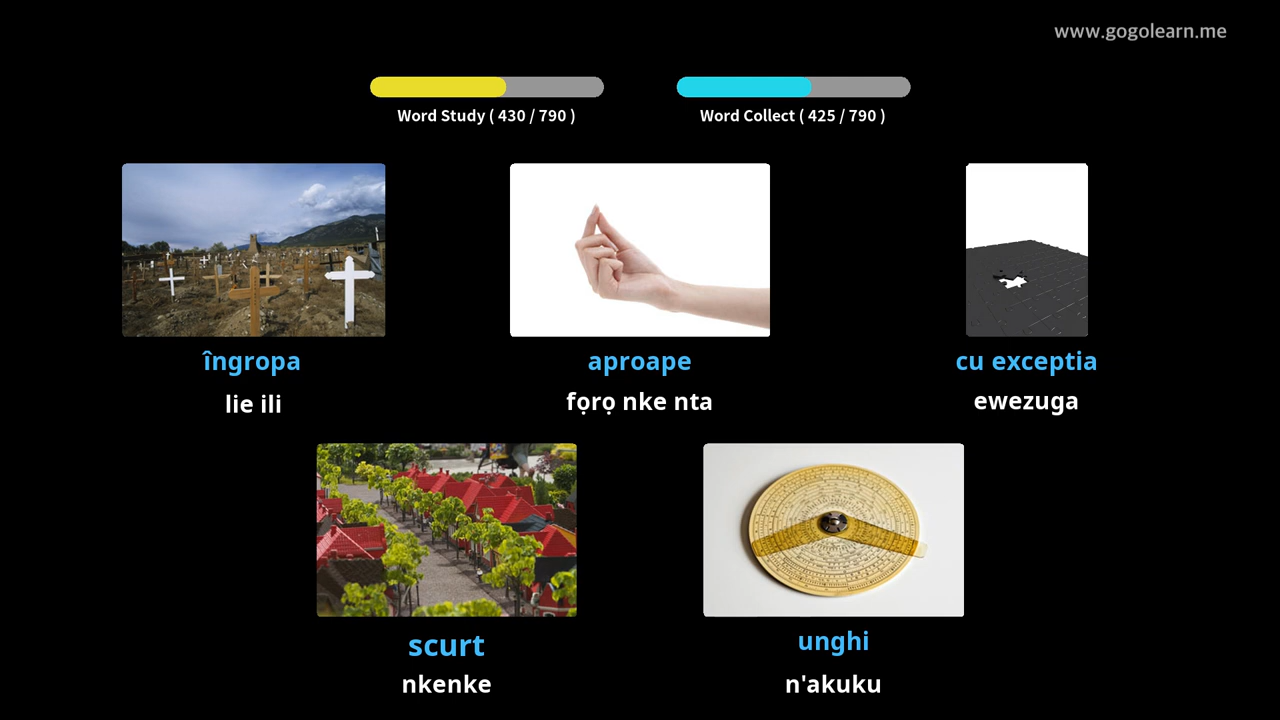 www.gogolearn.me
Word Study ( 430 / 790 )
Word Collect ( 425 / 790 )
îngropa
aproape
cu exceptia
lie ili
fọrọ nke nta
ewezuga
scurt
unghi
nkenke
n'akuku